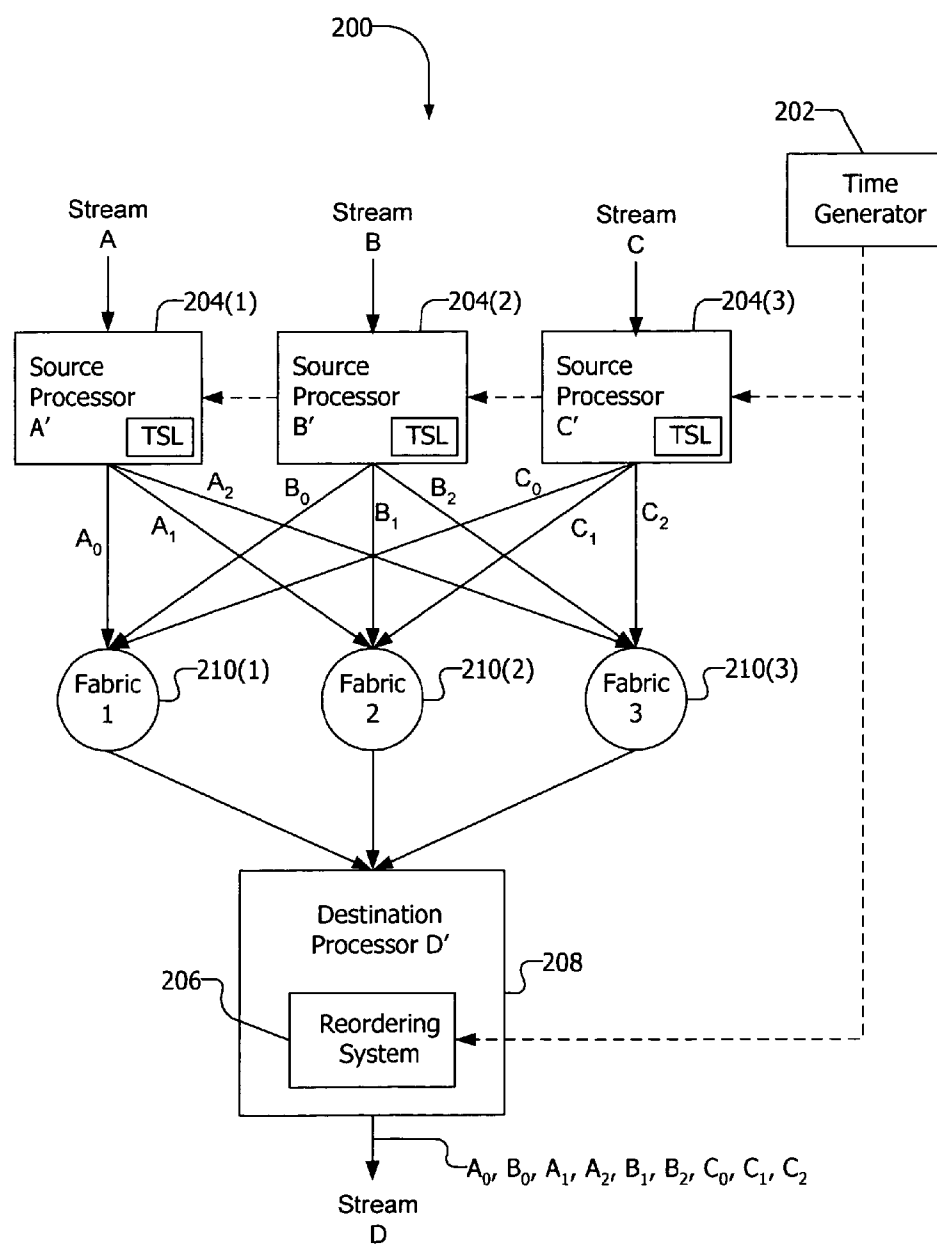 200
202
Time
Generator
Stream
A
Stream
B
Stream
C
204(1)
204(2)
204(3)
Source
Processor
A'
TSL
Source
Processor
B'
TSL
Source
Processor
C'
TSL
A₀
A₁
A₂
B₀
B₁
B₂
C₀
C₁
C₂
Fabric
1
210(1)
Fabric
2
210(2)
Fabric
3
210(3)
Destination
Processor D'
208
206
Reordering
System
A₀, B₀, A₁, A₂, B₁, B₂, C₀, C₁, C₂
Stream
D